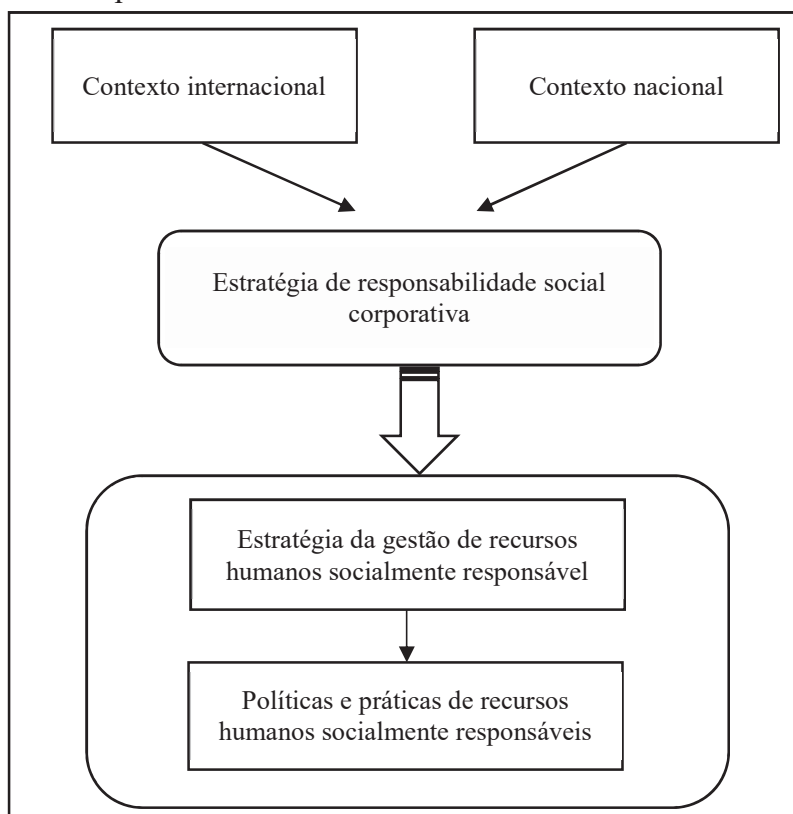 Contexto internacional
Contexto nacional
Estratégia de responsabilidade social
corporativa
Estratégia da gestão de recursos
humanos socialmente responsável
Políticas e práticas de recursos
humanos socialmente responsáveis